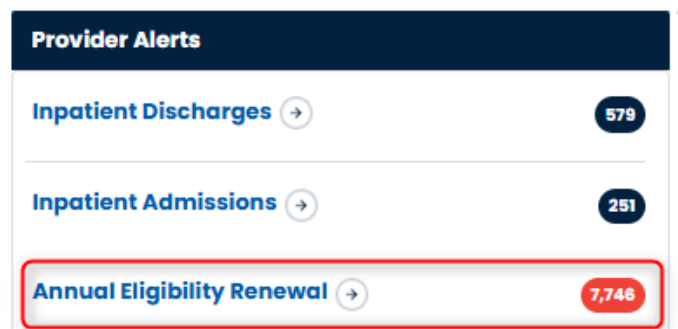 Provider Alerts
Inpatient Discharges 579
Inpatient Admissions 251
Annual Eligibility Renewal 7,746